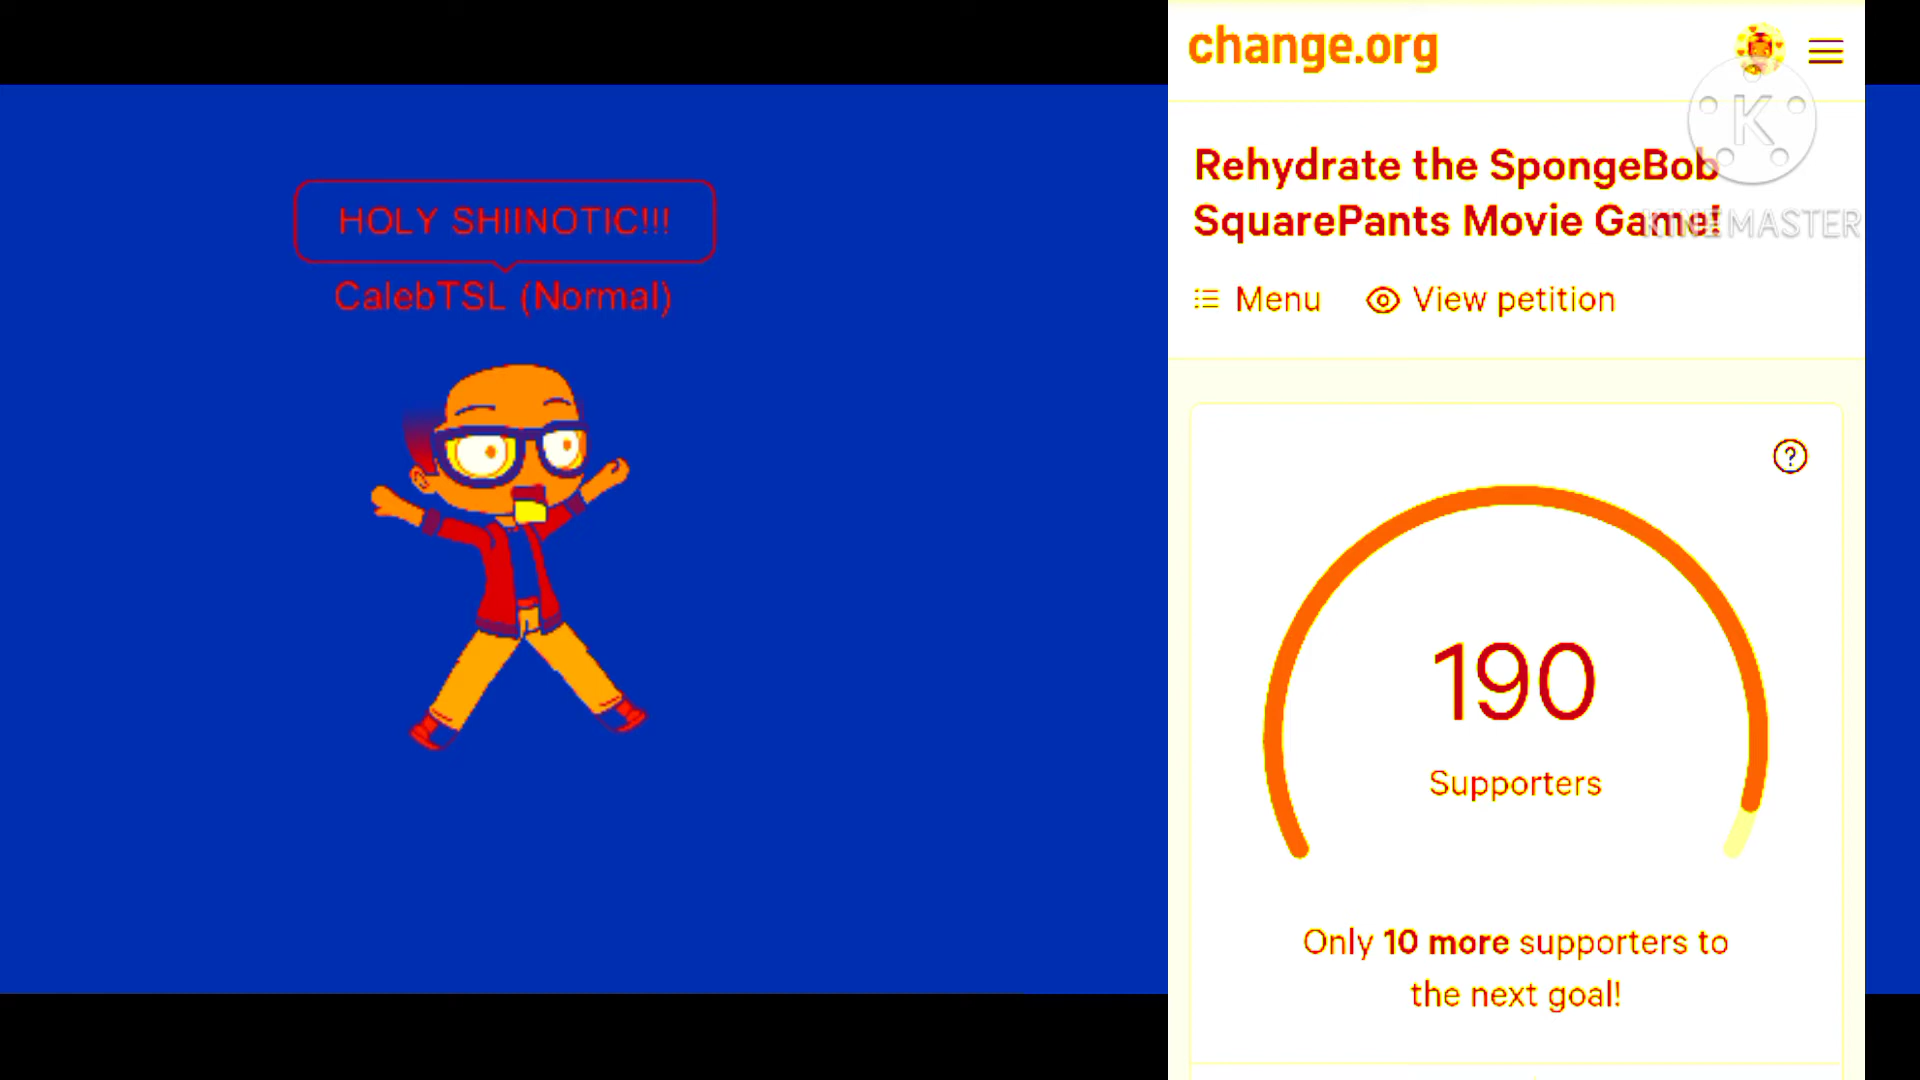 HOLY SHIINOTIC!!!
CalebTSL (Normal)
change.org
K
Rehydrate the SpongeBob
SquarePants Movie Game!
KINEMASTER
Menu
View petition
?
190
Supporters
Only 10 more supporters to
the next goal!